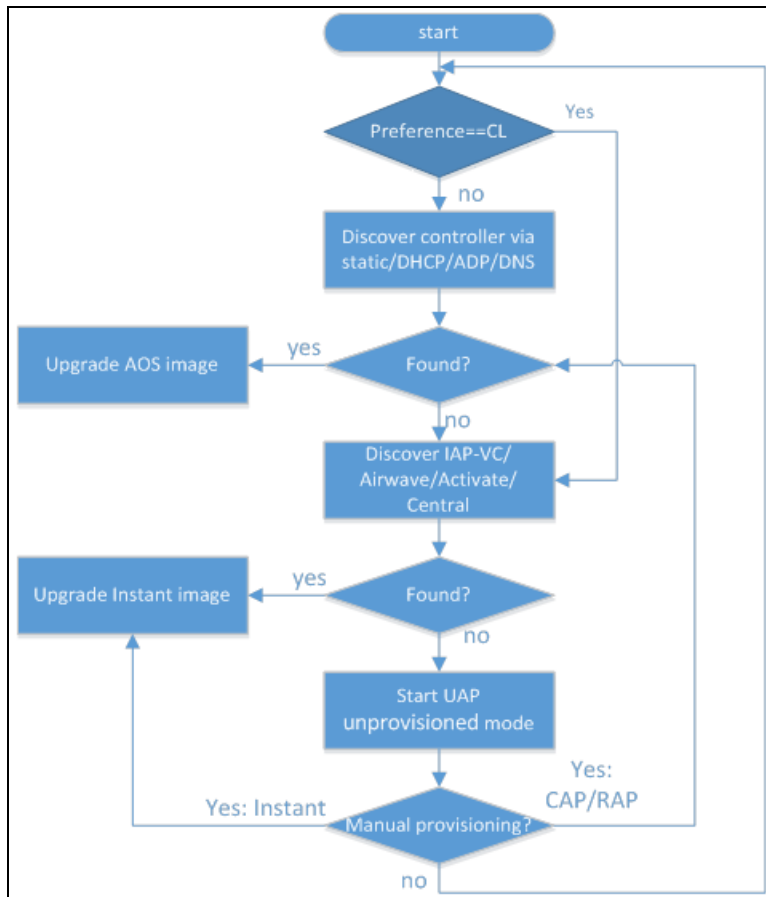 start
Preference==CL
Yes
no
Discover controller via
static/DHCP/ADP/DNS
Upgrade AOS image
yes
Found?
no
Discover IAP-VC/
Airwave/Activate/
Central
Upgrade Instant image
yes
Found?
no
Start UAP
unprovisioned mode
Yes: Instant
Manual provisioning?
Yes:
CAP/RAP
no